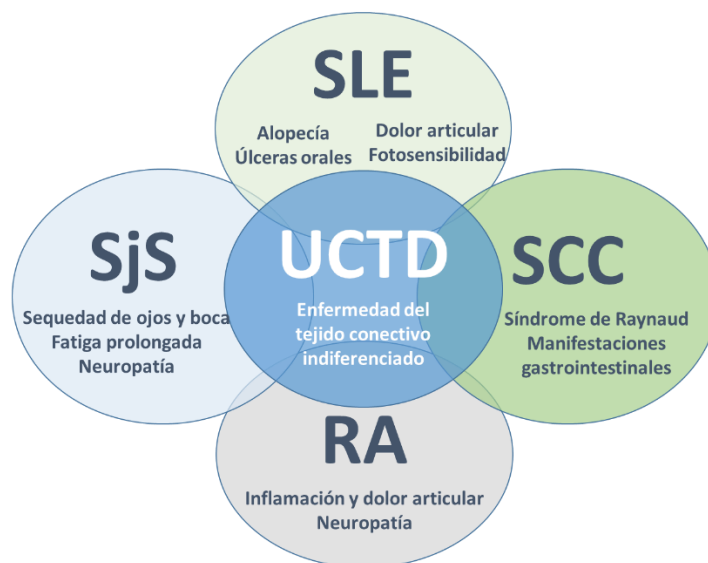 SLE
Alopecía
Úlceras orales
Dolor articular
Fotosensibilidad
SjS
Sequedad de ojos y boca
Fatiga prolongada
Neuropatía
UCTD
Enfermedad del
tejido conectivo
indiferenciado
SCC
Síndrome de Raynaud
Manifestaciones
gastrointestinales
RA
Inflamación y dolor articular
Neuropatía